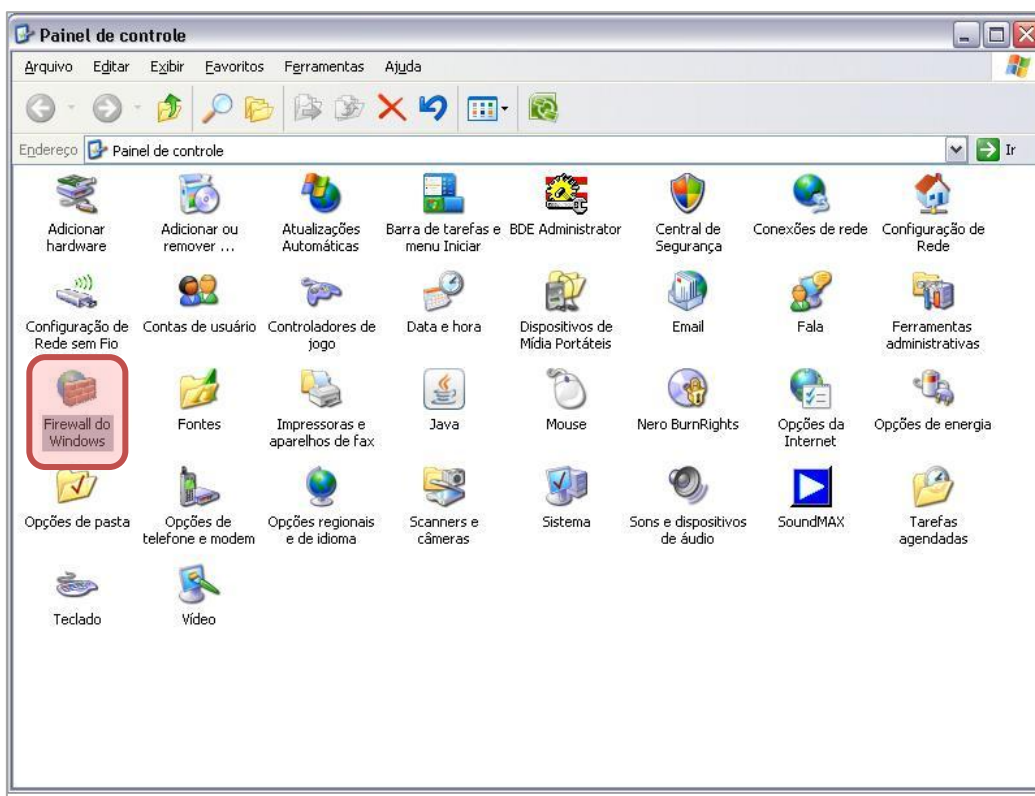 Painel de controle
Arquivo Editar Exibir Favoritos Ferramentas Ajuda
Endereço Painel de controle Ir
Adicionar hardware
Adicionar ou remover ...
Atualizações Automáticas
Barra de tarefas e menu Iniciar
BDE Administrator
Central de Segurança
Conexões de rede
Configuração de Rede
Configuração de Rede sem Fio
Contas de usuário
Controladores de jogo
Data e hora
Dispositivos de Mídia Portáteis
Email
Fala
Ferramentas administrativas
Firewall do Windows
Fontes
Impressoras e aparelhos de fax
Java
Mouse
Nero BurnRights
Opções da Internet
Opções de energia
Opções de pasta
Opções de telefone e modem
Opções regionais e de idioma
Scanners e câmeras
Sistema
Sons e dispositivos de áudio
SoundMAX
Tarefas agendadas
Teclado
Vídeo